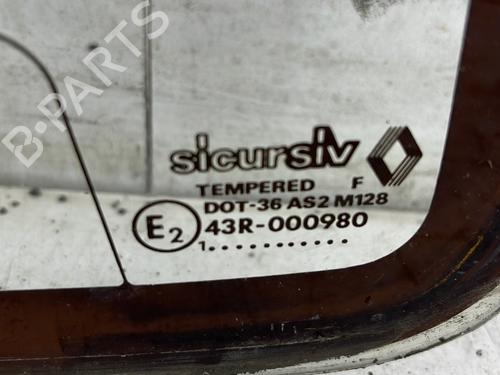 B-PARTS
sicursiv
TEMPERED F
DOT-36 AS2 M128
E2 43R-000980
1...........